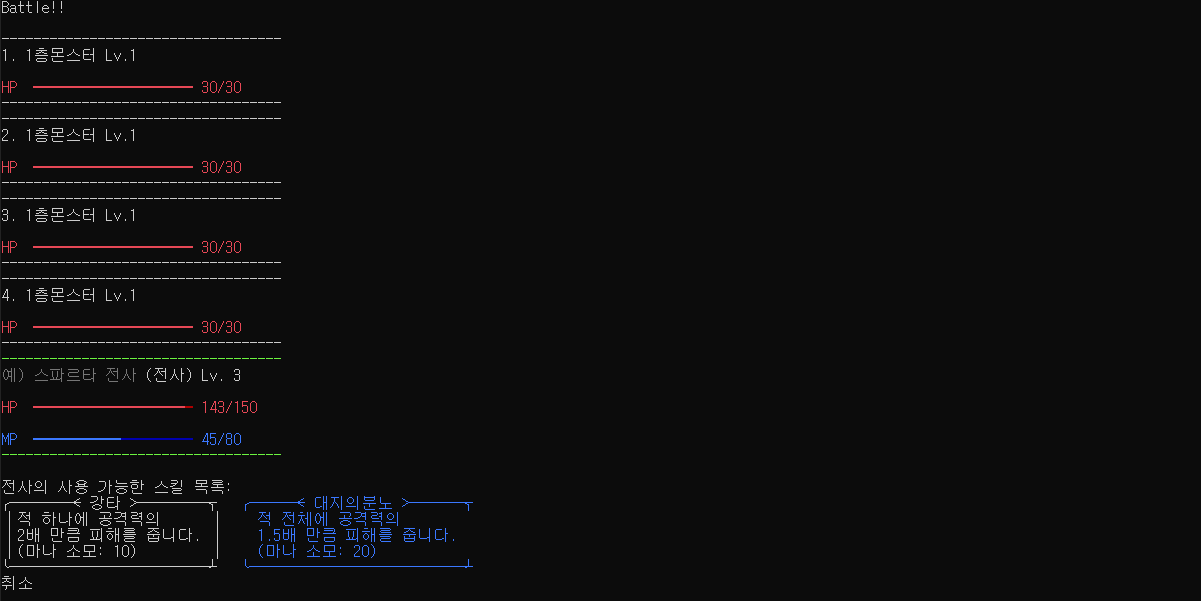 Battle!!
-----------------------------------
1. 1층몬스터 Lv.1
HP 30/30
-----------------------------------
-----------------------------------
2. 1층몬스터 Lv.1
HP 30/30
-----------------------------------
-----------------------------------
3. 1층몬스터 Lv.1
HP 30/30
-----------------------------------
-----------------------------------
4. 1층몬스터 Lv.1
HP 30/30
-----------------------------------
-----------------------------------
예) 스파르타 전사 (전사) Lv. 3
HP 143/150
MP 45/80
-----------------------------------
전사의 사용 가능한 스킬 목록:
< 강타 >
적 하나에 공격력의
2배 만큼 피해를 줍니다.
(마나 소모: 10)
< 대지의분노 >
적 전체에 공격력의
1.5배 만큼 피해를 줍니다.
(마나 소모: 20)
취소